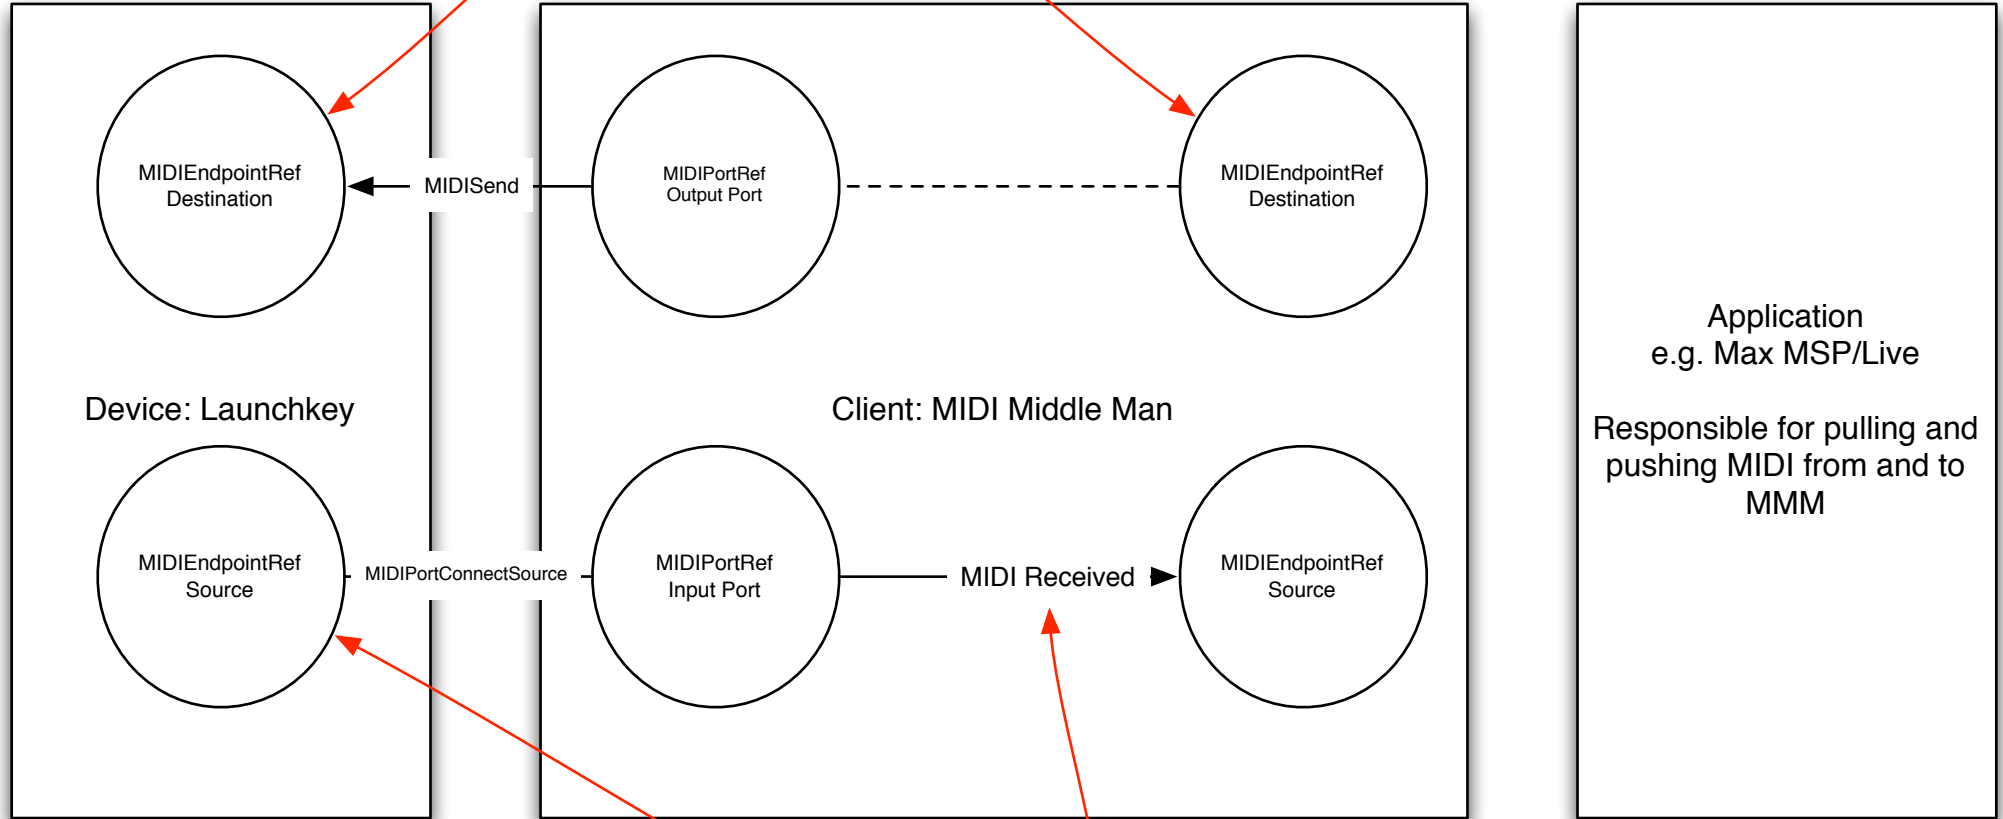 MIDIEndpointRef
Destination
MIDISend
MIDIPortRef
Output Port
MIDIEndpointRef
Destination
Device: Launchkey
Client: MIDI Middle Man
MIDIEndpointRef
Source
MIDIPortConnectSource
MIDIPortRef
Input Port
MIDI Received
MIDIEndpointRef
Source
Application
e.g. Max MSP/Live
Responsible for pulling and
pushing MIDI from and to
MMM